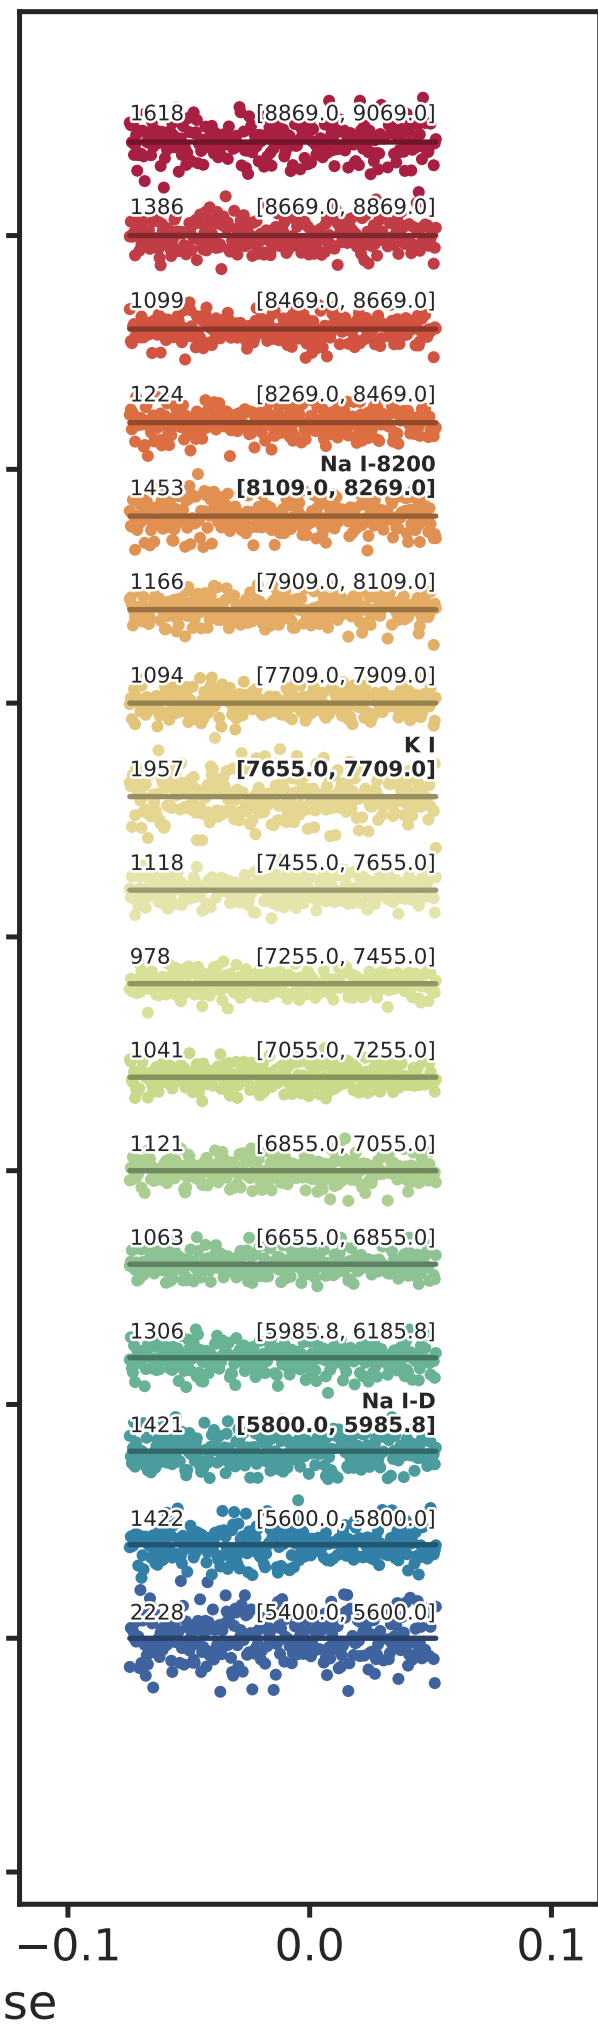 1618 [8869.0, 9069.0]
1386 [8669.0, 8869.0]
1099 [8469.0, 8669.0]
1224 [8269.0, 8469.0]
Na I-8200
1453 [8109.0, 8269.0]
1166 [7909.0, 8109.0]
1094 [7709.0, 7909.0]
K I
1957 [7655.0, 7709.0]
1118 [7455.0, 7655.0]
978 [7255.0, 7455.0]
1041 [7055.0, 7255.0]
1121 [6855.0, 7055.0]
1063 [6655.0, 6855.0]
1306 [5985.8, 6185.8]
Na I-D
1421 [5800.0, 5985.8]
1422 [5600.0, 5800.0]
2228 [5400.0, 5600.0]
−0.1 0.0 0.1
se